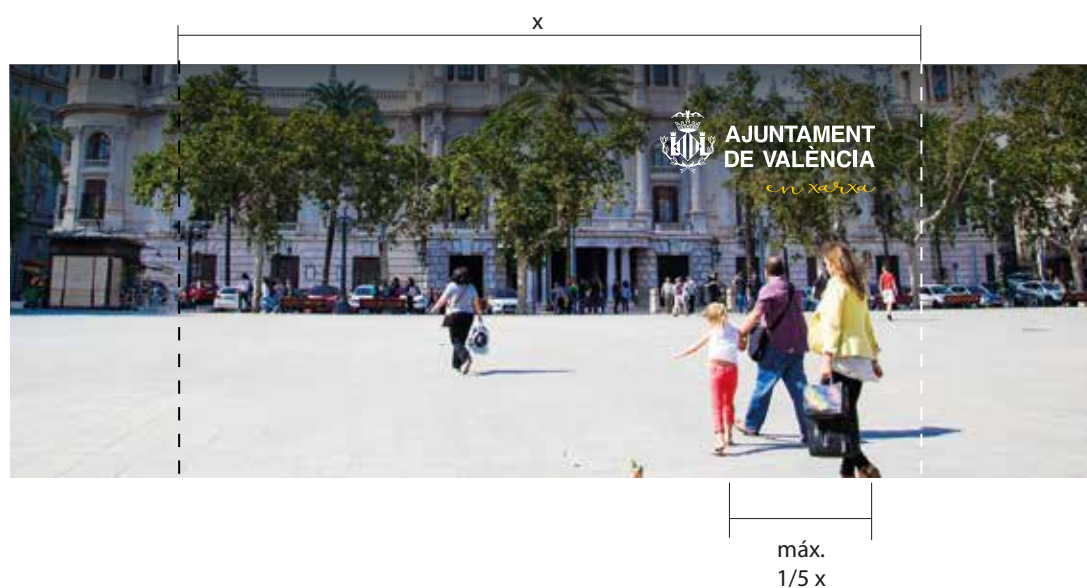 x
AJUNTAMENT
DE VALÈNCIA
en xarxa
máx.
1/5 x